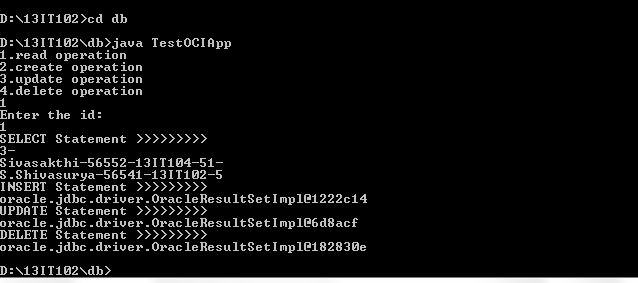 D:\13IT102>cd db
D:\13IT102\db>java TestOCIApp
1.read operation
2.create operation
3.update operation
4.delete operation
1
Enter the id:
1
SELECT Statement >>>>>>>>>
3-
Sivasakthi-56552-13IT104-51-
S.Shivasurya-56541-13IT102-5
INSERT Statement >>>>>>>>>
oracle.jdbc.driver.OracleResultSetImpl@1222c14
UPDATE Statement >>>>>>>>>
oracle.jdbc.driver.OracleResultSetImpl@6d8acf
DELETE Statement >>>>>>>>>
oracle.jdbc.driver.OracleResultSetImpl@182830e
D:\13IT102\db>